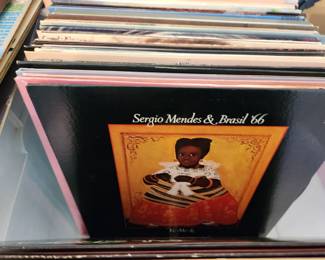 Sergio Mendes & Brasil '66